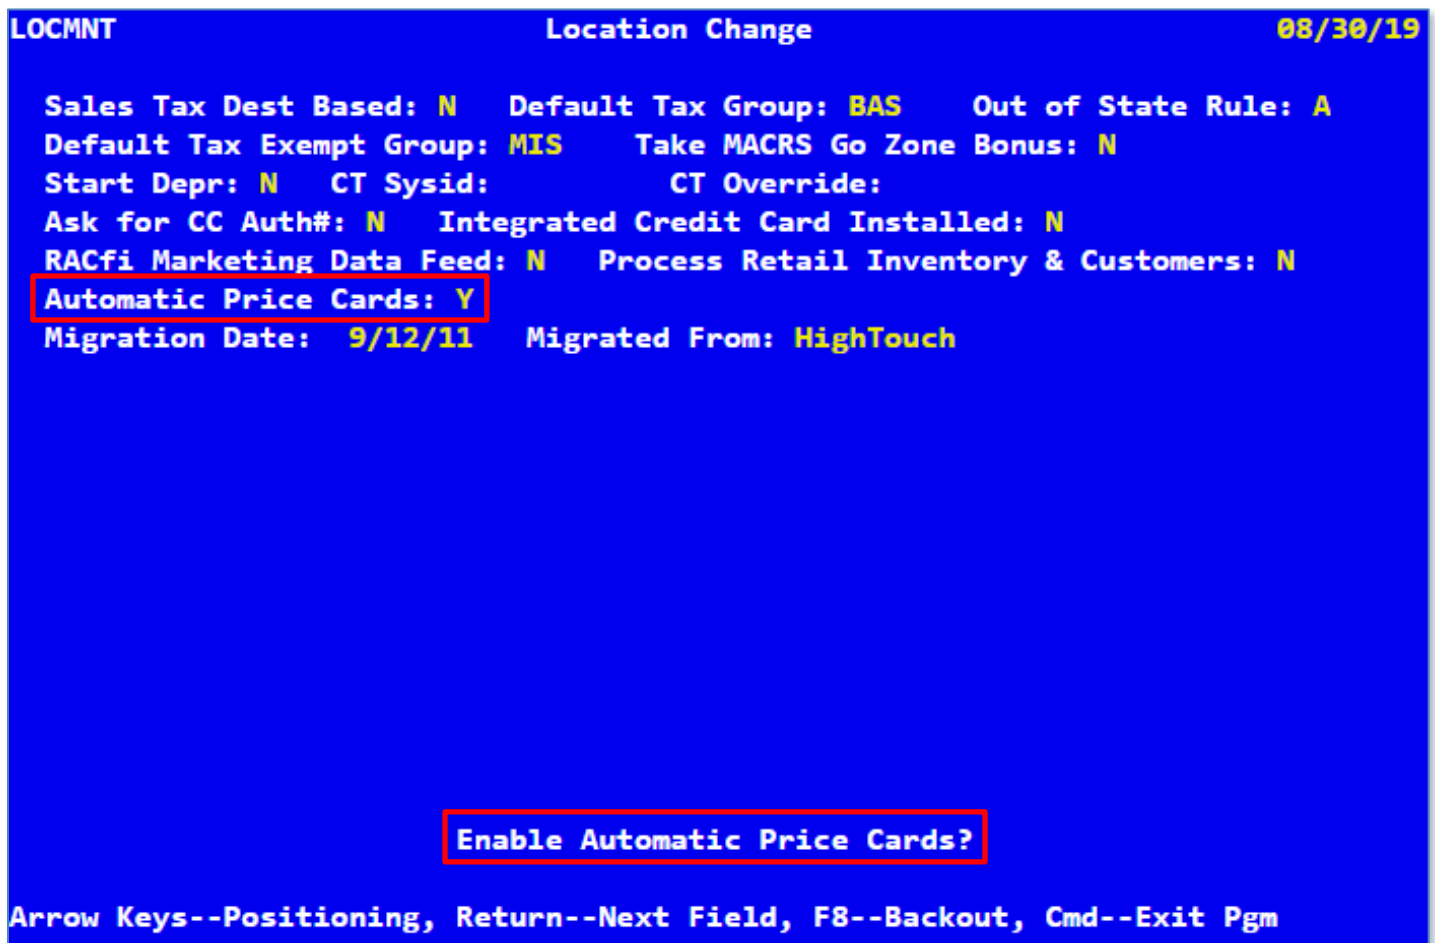 LOCMNT Location Change 08/30/19
Sales Tax Dest Based: N Default Tax Group: BAS Out of State Rule: A
Default Tax Exempt Group: MIS Take MACRS Go Zone Bonus: N
Start Depr: N CT Sysid: CT Override:
Ask for CC Auth#: N Integrated Credit Card Installed: N
RACfi Marketing Data Feed: N Process Retail Inventory & Customers: N
Automatic Price Cards: Y
Migration Date: 9/12/11 Migrated From: HighTouch
Enable Automatic Price Cards?
Arrow Keys--Positioning, Return--Next Field, F8--Backout, Cmd--Exit Pgm